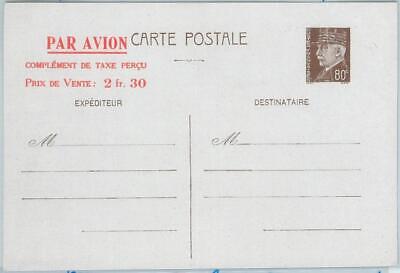 PAR AVION CARTE POSTALE
COMPLÉMENT DE TAXE PERÇU
PRIX DE VENTE : 2 fr. 30
80c
EXPÉDITEUR DESTINATAIRE
M M